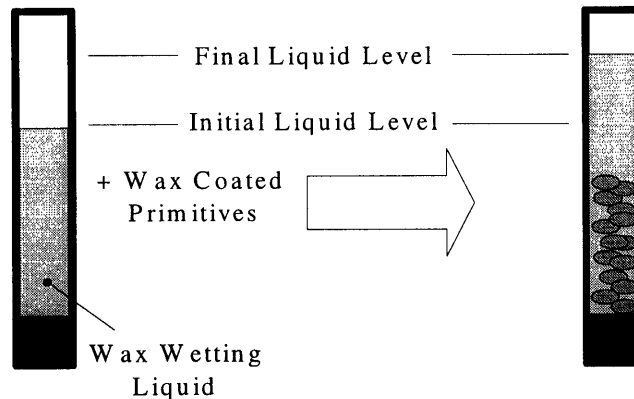 Final Liquid Level
Initial Liquid Level
+ Wax Coated
Primitives
Wax Wetting
Liquid